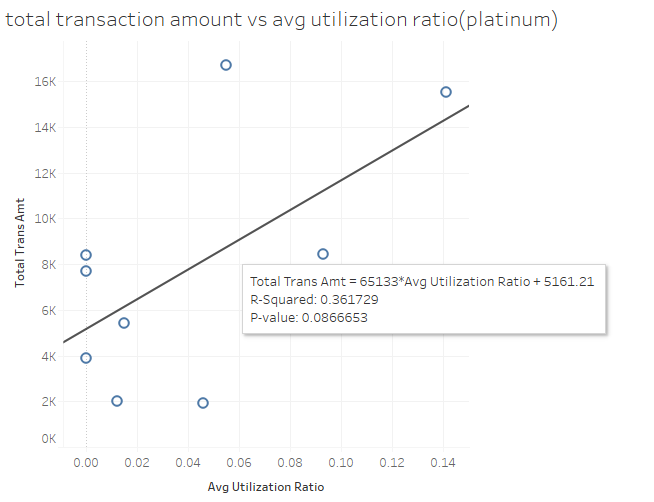 total transaction amount vs avg utilization ratio(platinum)
16K
14K
12K
10K
8K
6K
4K
2K
0K
Total Trans Amt
Total Trans Amt = 65133*Avg Utilization Ratio + 5161.21
R-Squared: 0.361729
P-value: 0.0866653
0.00 0.02 0.04 0.06 0.08 0.10 0.12 0.14
Avg Utilization Ratio